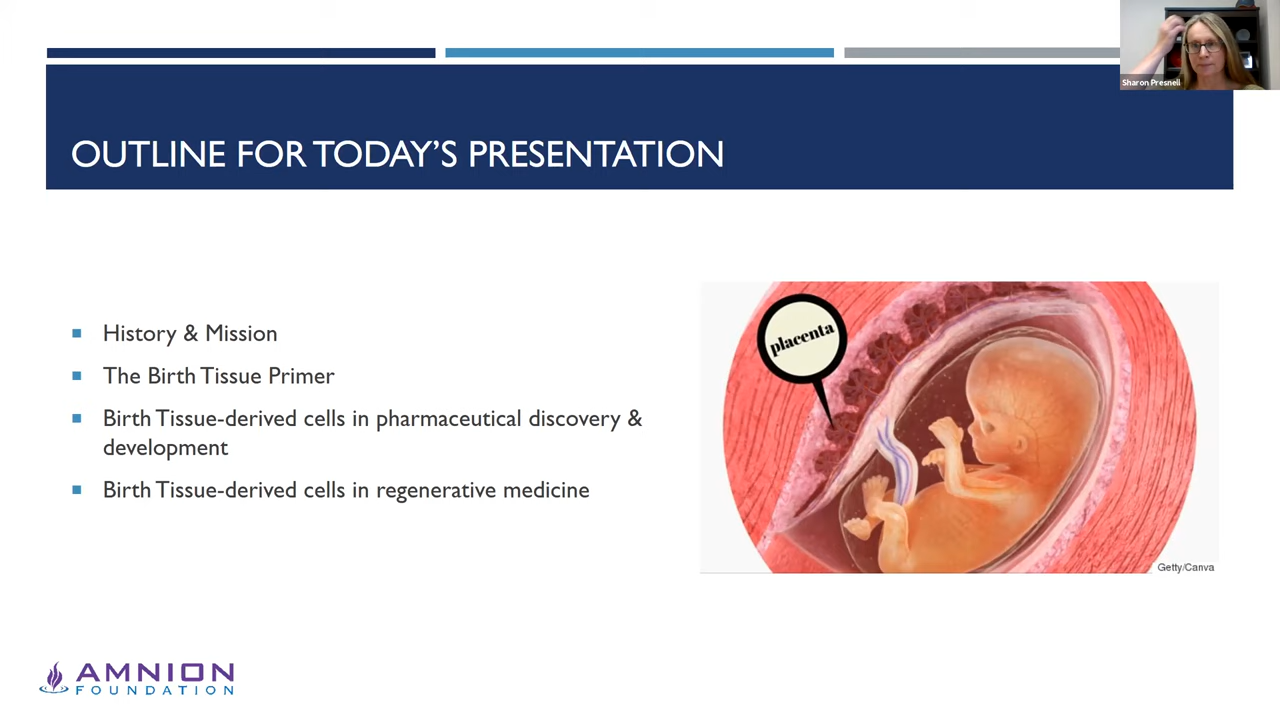 Sharon Presnell
OUTLINE FOR TODAY'S PRESENTATION
History & Mission
The Birth Tissue Primer
Birth Tissue-derived cells in pharmaceutical discovery &
development
Birth Tissue-derived cells in regenerative medicine
placenta
Getty/Canva
AMNION
FOUNDATION